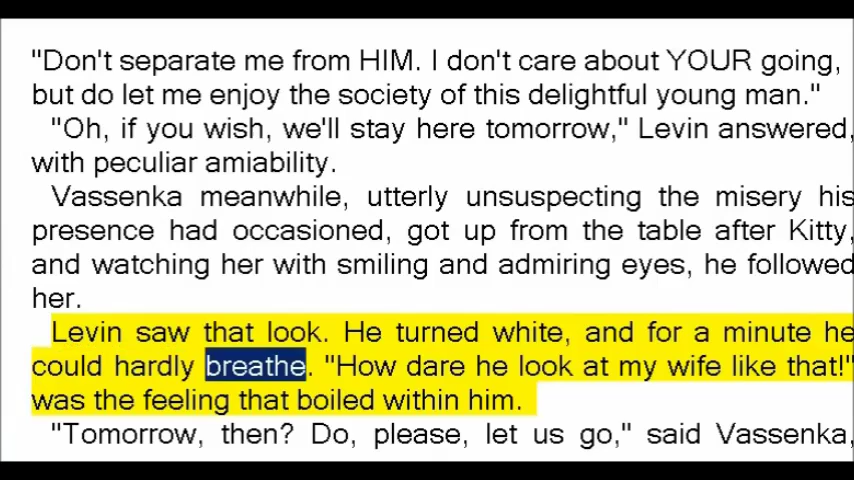 "Don't separate me from HIM. I don't care about YOUR going,
but do let me enjoy the society of this delightful young man."
"Oh, if you wish, we'll stay here tomorrow," Levin answered,
with peculiar amiability.
Vassenka meanwhile, utterly unsuspecting the misery his
presence had occasioned, got up from the table after Kitty,
and watching her with smiling and admiring eyes, he followed
her.
Levin saw that look. He turned white, and for a minute he
could hardly breathe. "How dare he look at my wife like that!"
was the feeling that boiled within him.
"Tomorrow, then? Do, please, let us go," said Vassenka,